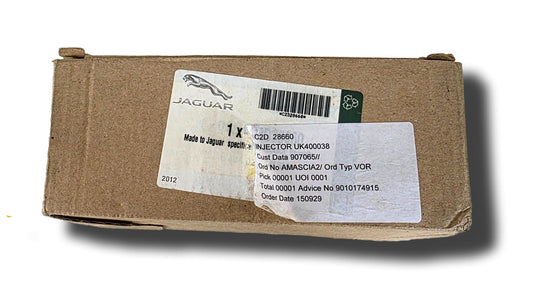 JAGUAR
*C2D28660*
1 x
Made to Jaguar specific
2012
C2D 28660
INJECTOR UK400038
Cust Data 907065//
Ord No AMASCIA2/ Ord Typ VOR
Pick 00001 UOI 0001
Total 00001 Advice No 9010174915
Order Date 150929